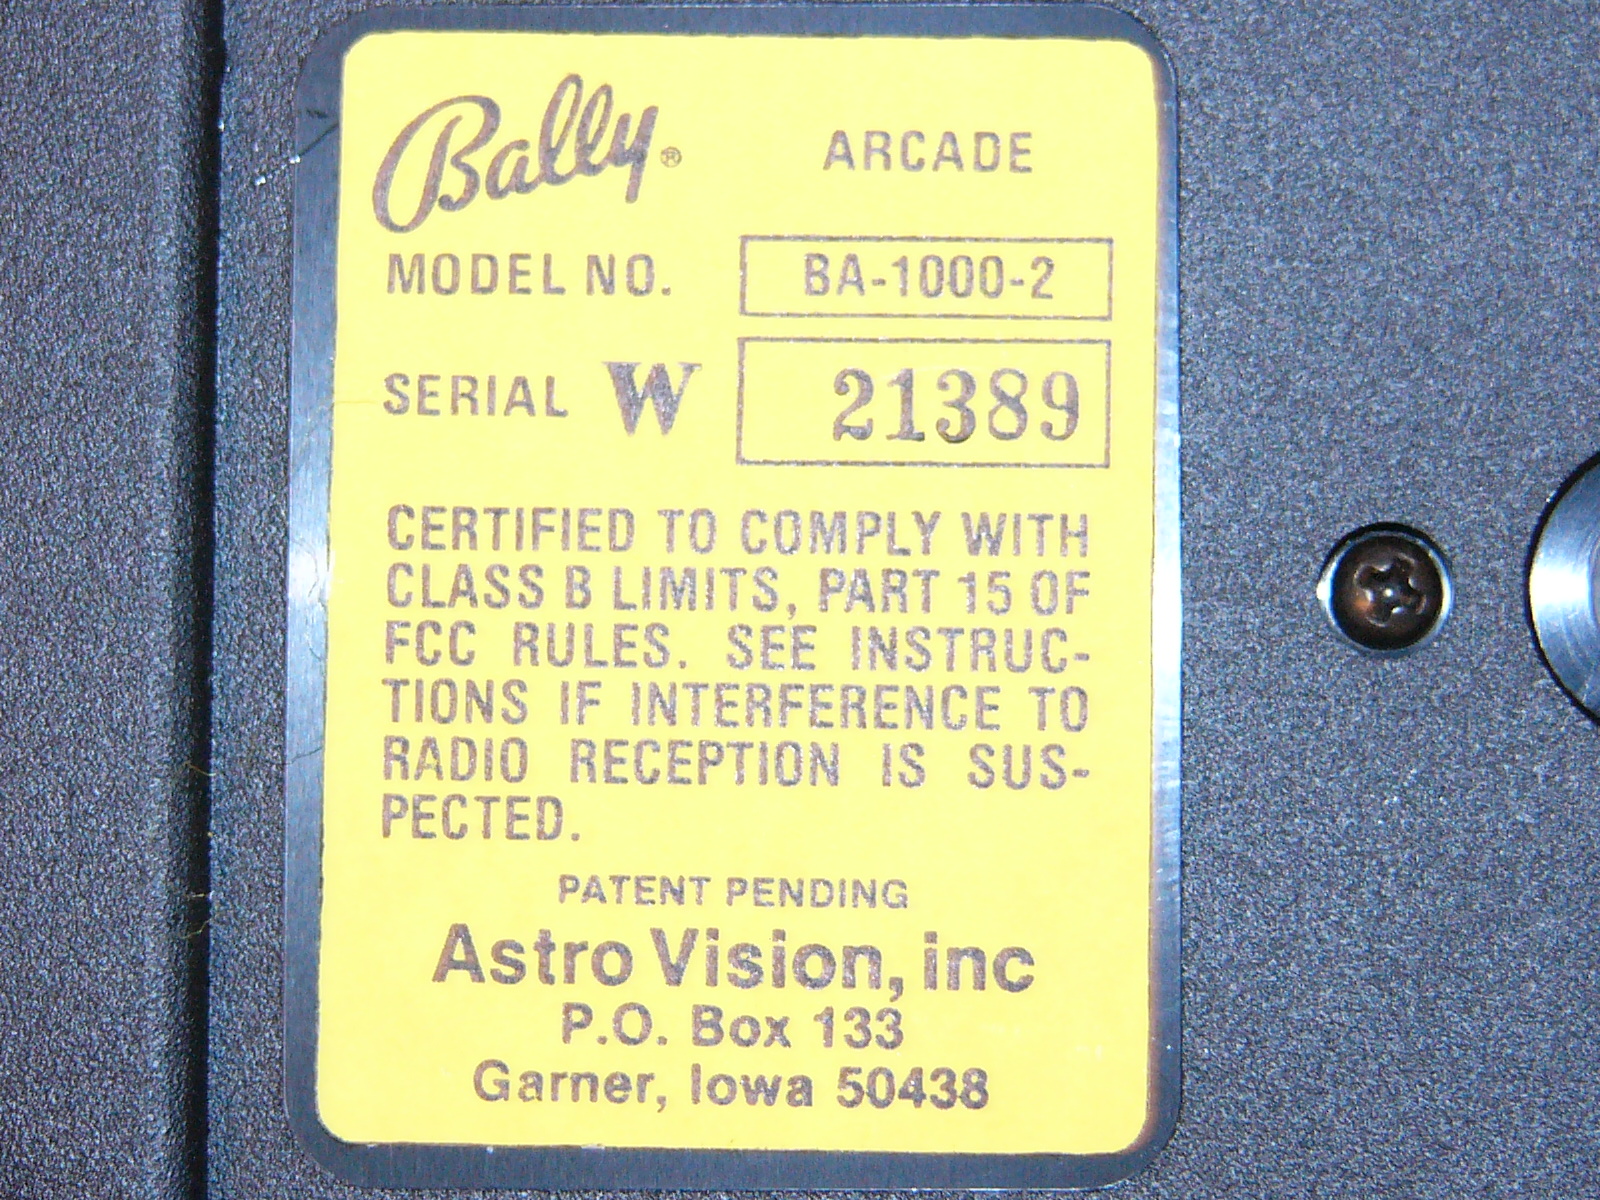 Bally® ARCADE
MODEL NO. BA-1000-2
SERIAL W 21389
CERTIFIED TO COMPLY WITH
CLASS B LIMITS, PART 15 OF
FCC RULES. SEE INSTRUC-
TIONS IF INTERFERENCE TO
RADIO RECEPTION IS SUS-
PECTED.
PATENT PENDING
Astro Vision, inc
P.O. Box 133
Garner, Iowa 50438